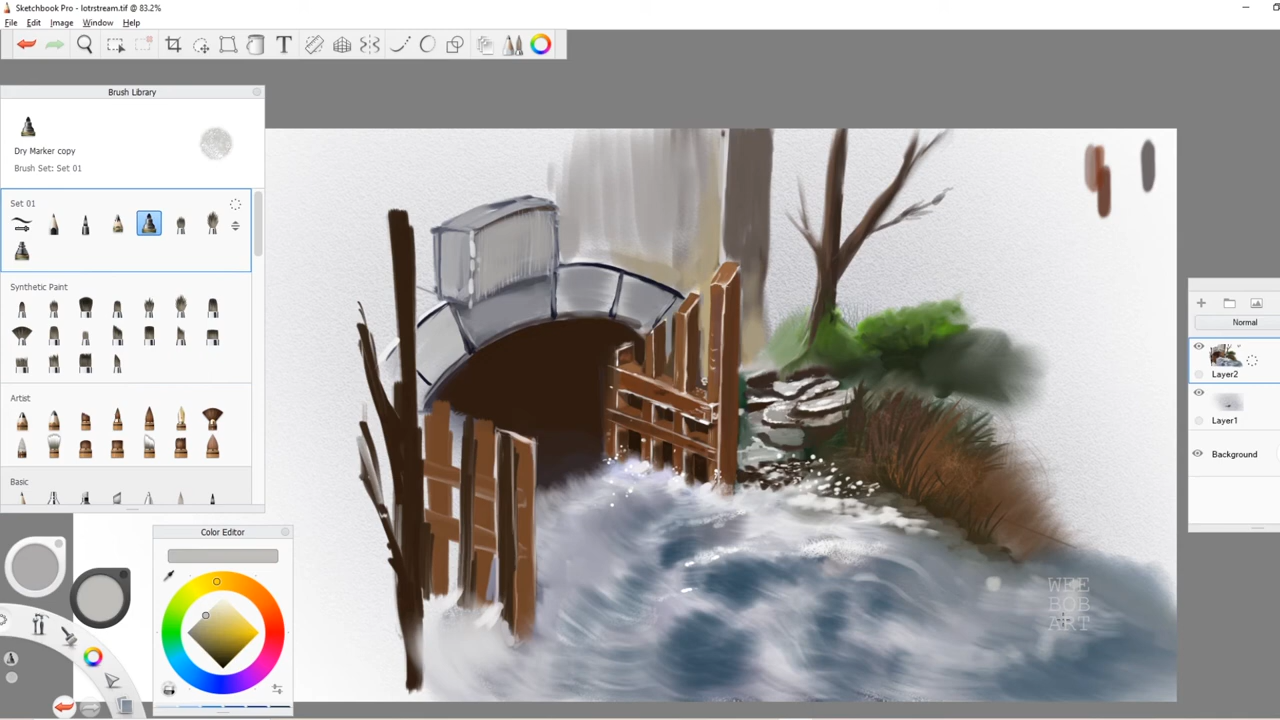 Sketchbook Pro - lotrstream.tif @ 83.2%
File Edit Image Window Help
Brush Library
Dry Marker copy
Brush Set: Set 01
Set 01
Synthetic Paint
Artist
Basic
Color Editor
Normal
Layer2
Layer1
Background
WEE
BOB
ART